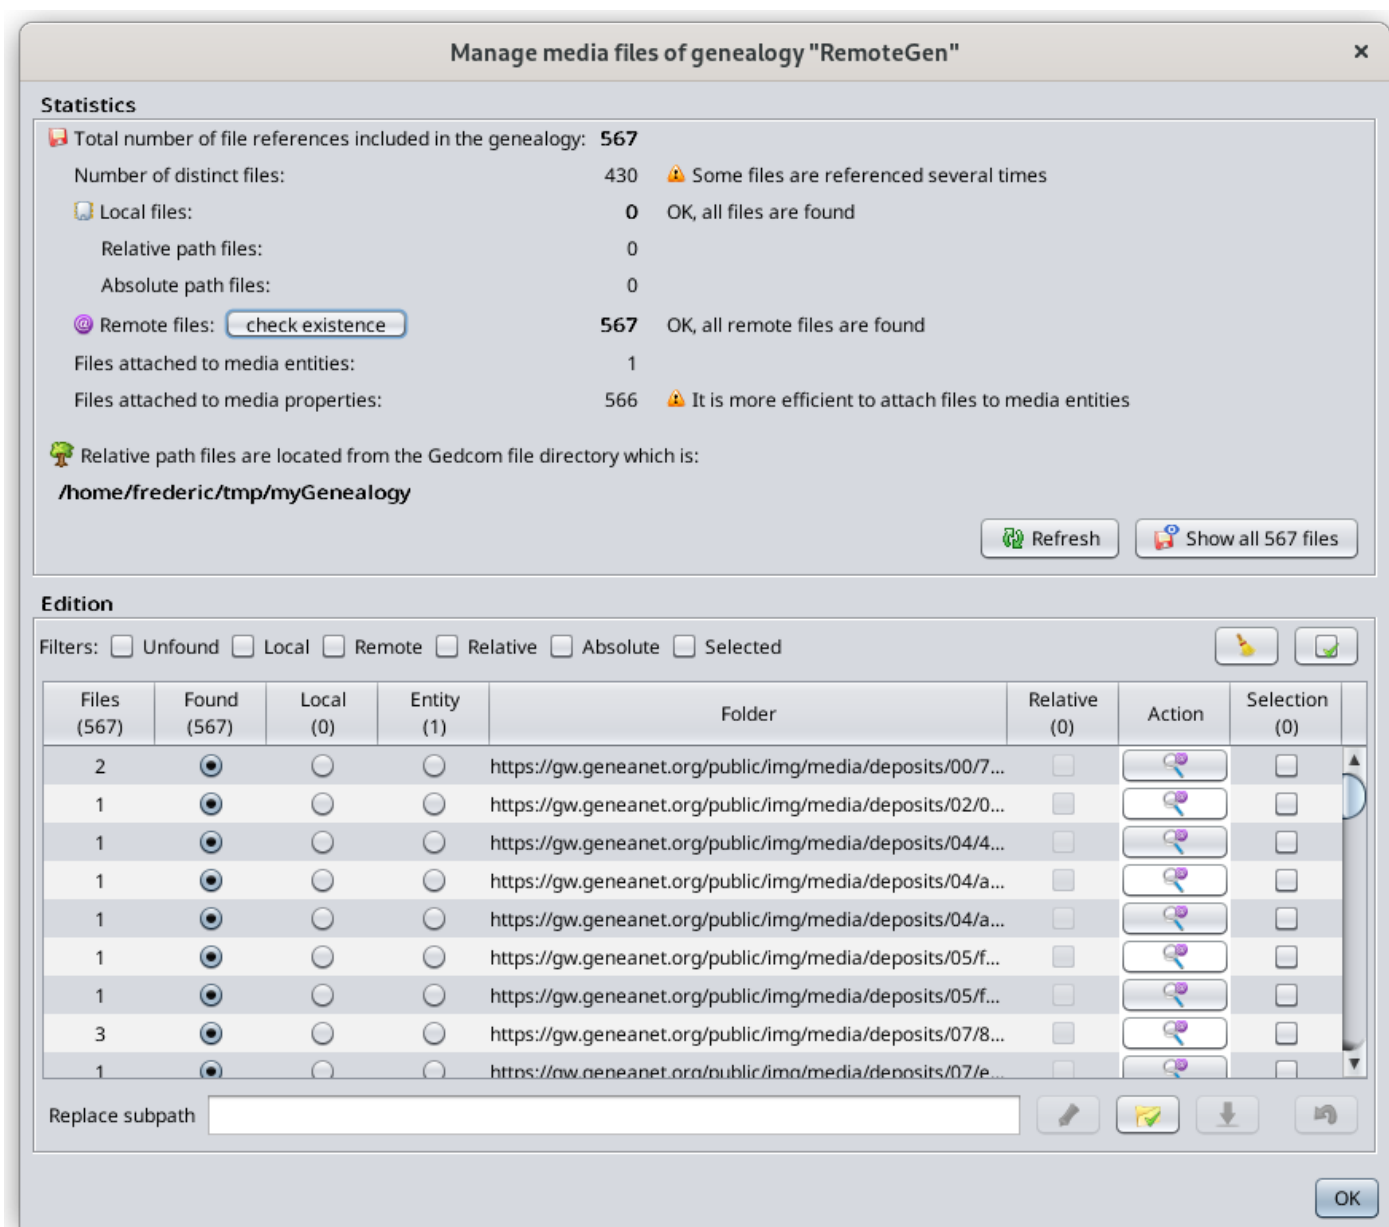 Manage media files of genealogy "RemoteGen" ×
Statistics
Total number of file references included in the genealogy: 567
Number of distinct files: 430 Some files are referenced several times
Local files: 0 OK, all files are found
Relative path files: 0
Absolute path files: 0
@ Remote files: check existence 567 OK, all remote files are found
Files attached to media entities: 1
Files attached to media properties: 566 It is more efficient to attach files to media entities
Relative path files are located from the Gedcom file directory which is:
/home/frederic/tmp/myGenealogy
Refresh Show all 567 files
Edition
Filters: Unfound Local Remote Relative Absolute Selected
Files Found Local Entity Folder Relative Action Selection
(567) (567) (0) (1) (0) (0)
2 https://gw.geneanet.org/public/img/media/deposits/00/7...
1 https://gw.geneanet.org/public/img/media/deposits/02/0...
1 https://gw.geneanet.org/public/img/media/deposits/04/4...
1 https://gw.geneanet.org/public/img/media/deposits/04/a...
1 https://gw.geneanet.org/public/img/media/deposits/04/a...
1 https://gw.geneanet.org/public/img/media/deposits/05/f...
1 https://gw.geneanet.org/public/img/media/deposits/05/f...
3 https://gw.geneanet.org/public/img/media/deposits/07/8...
1 https://gw.geneanet.org/public/img/media/deposits/07/e...
Replace subpath
OK